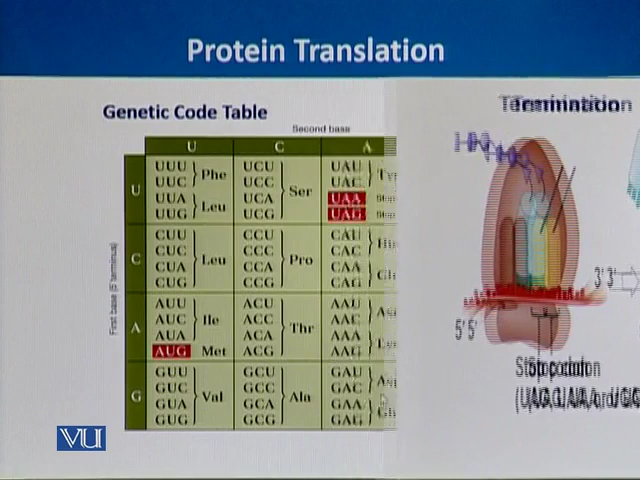 Protein Translation
Genetic Code Table
Second base
U C A
First base (5' terminus)
U
UUU
UUC
Phe
UUA
UUG
Leu
UCU
UCC
UCA
UCG
Ser
UAU
UAC
UAA
UAG
C
CUU
CUC
CUA
CUG
Leu
CCU
CCC
CCA
CCG
Pro
CAU
CAC
CAA
CAG
A
AUU
AUC
AUA
Ile
AUG Met
ACU
ACC
ACA
ACG
Thr
AAU
AAC
AAA
AAG
G
GUU
GUC
GUA
GUG
Val
GCU
GCC
GCA
GCG
Ala
GAU
GAC
GAA
GAG
Termination
3'
5'
Stop codon
VU